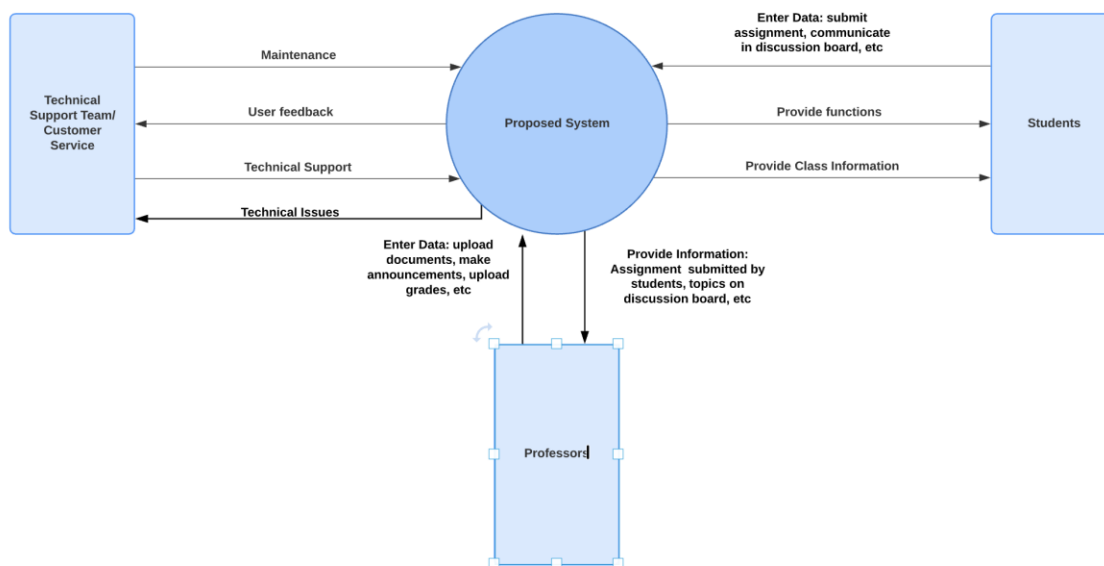 Enter Data: submit
assignment, communicate
in discussion board, etc
Maintenance
Technical
Support Team/
Customer
Service
User feedback
Proposed System
Provide functions
Students
Technical Support
Provide Class Information
Technical Issues
Enter Data: upload
documents, make
announcements, upload
grades, etc
Provide Information:
Assignment submitted by
students, topics on
discussion board, etc
Professors